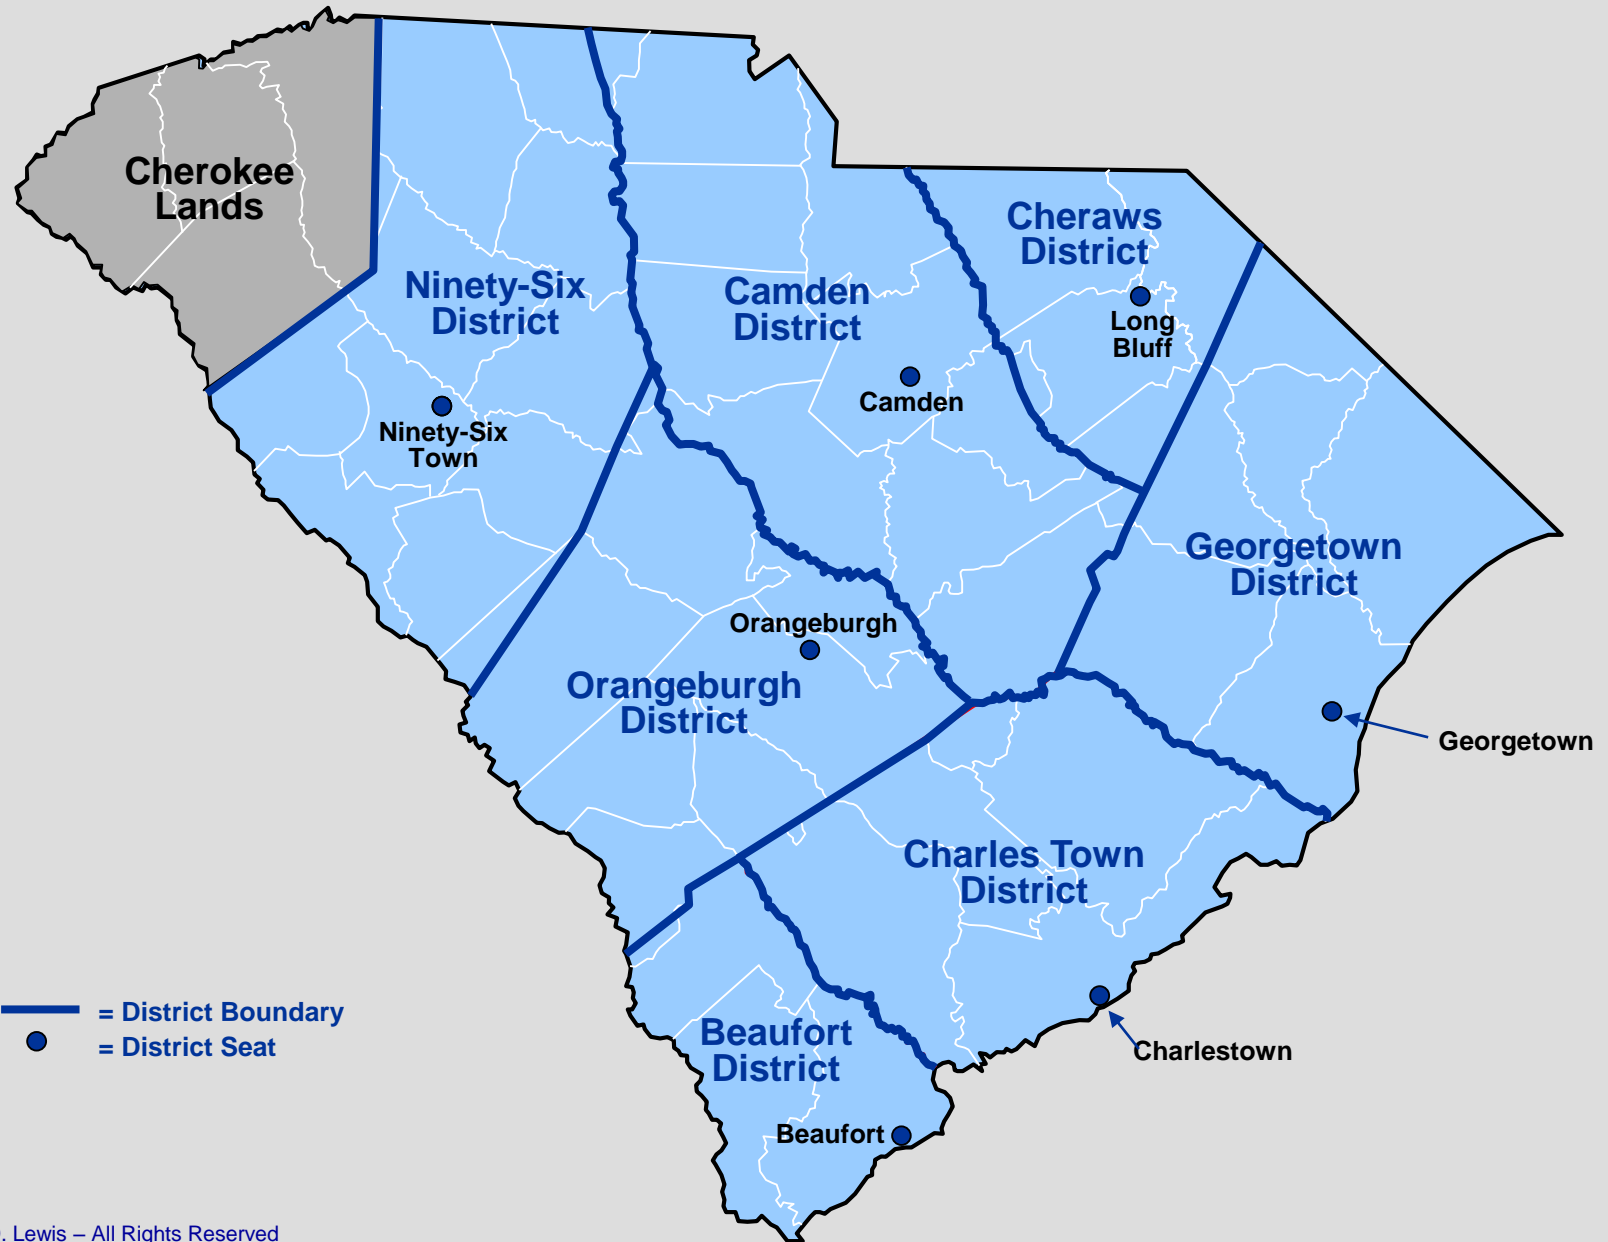 Cherokee
Lands
Cheraws
District
Ninety-Six
District
Camden
District
Long
Bluff
Camden
Ninety-Six
Town
Georgetown
District
Orangeburgh
Orangeburgh
District
Georgetown
Charles Town
District
= District Boundary
= District Seat
Beaufort
District
Charlestown
Beaufort
. Lewis – All Rights Reserved